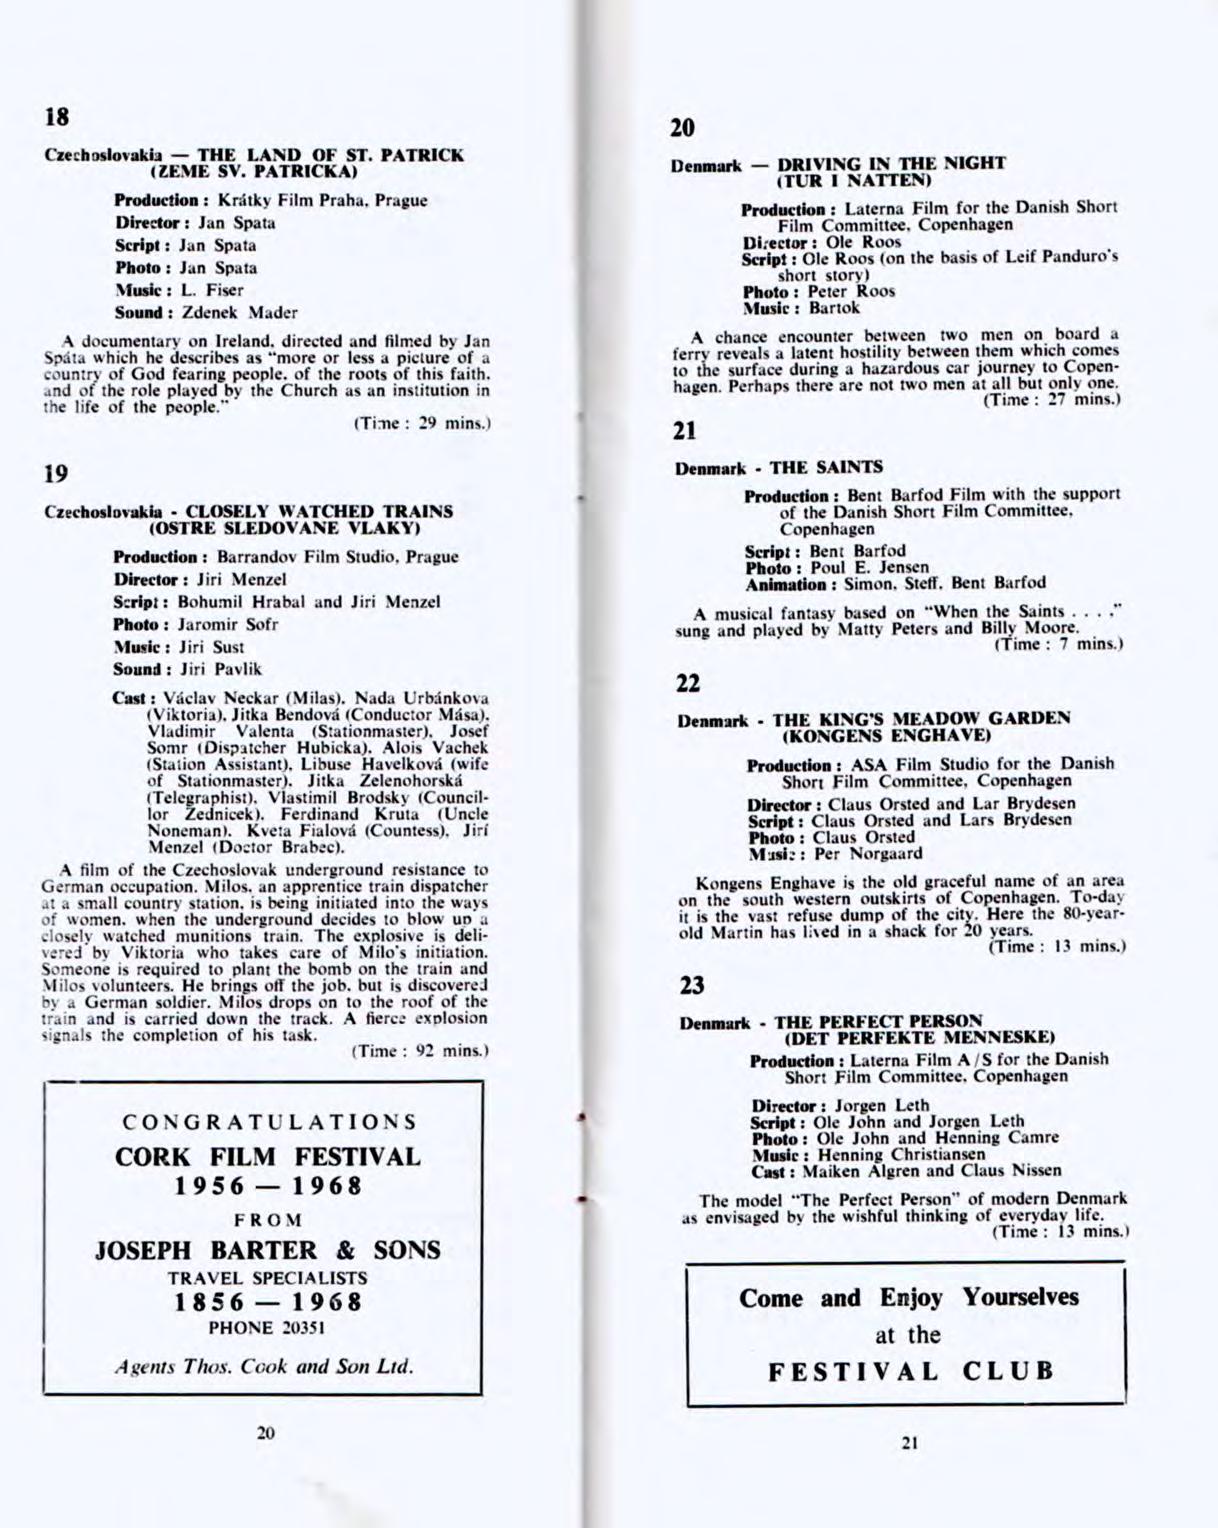 18
Czechoslovakia — THE LAND OF ST. PATRICK
(ZEME SV. PATRICKA)
Production : Krátky Film Praha, Prague
Director : Jan Spata
Script : Jan Spata
Photo : Jan Spata
Music : L. Fiser
Sound : Zdenek Mader
A documentary on Ireland, directed and filmed by Jan
Spáta which he describes as “more or less a picture of a
country of God fearing people, of the roots of this faith,
and of the role played by the Church as an institution in
the life of the people.”
(Time : 29 mins.)
19
Czechoslovakia - CLOSELY WATCHED TRAINS
(OSTRE SLEDOVANE VLAKY)
Production : Barrandov Film Studio, Prague
Director : Jiri Menzel
Script : Bohumil Hrabal and Jiri Menzel
Photo : Jaromir Sofr
Music : Jiri Sust
Sound : Jiri Pavlik
Cast : Václav Neckar (Milas), Nada Urbánkova
(Viktoria), Jitka Bendová (Conductor Mása),
Vladimir Valenta (Stationmaster), Josef
Somr (Dispatcher Hubicka), Alois Vachek
(Station Assistant), Libuse Havelková (wife
of Stationmaster), Jitka Zelenohorská
(Telegraphist), Vlastimil Brodsky (Council-
lor Zednicek), Ferdinand Kruta (Uncle
Noneman), Kveta Fialová (Countess), Jirí
Menzel (Doctor Brabec).
A film of the Czechoslovak underground resistance to
German occupation. Milos, an apprentice train dispatcher
at a small country station, is being initiated into the ways
of women, when the underground decides to blow up a
closely watched munitions train. The explosive is deli-
vered by Viktoria who takes care of Milo's initiation.
Someone is required to plant the bomb on the train and
Milos volunteers. He brings off the job, but is discovered
by a German soldier. Milos drops on to the roof of the
train and is carried down the track. A fierce explosion
signals the completion of his task.
(Time : 92 mins.)
CONGRATULATIONS
CORK FILM FESTIVAL
1956 — 1968
FROM
JOSEPH BARTER & SONS
TRAVEL SPECIALISTS
1856 — 1968
PHONE 20351
Agents Thos. Cook and Son Ltd.
20
20
Denmark — DRIVING IN THE NIGHT
(TUR I NATTEN)
Production : Laterna Film for the Danish Short
Film Committee, Copenhagen
Director : Ole Roos
Script : Ole Roos (on the basis of Leif Panduro's
short story)
Photo : Peter Roos
Music : Bartok
A chance encounter between two men on board a
ferry reveals a latent hostility between them which comes
to the surface during a hazardous car journey to Copen-
hagen. Perhaps there are not two men at all but only one.
(Time : 27 mins.)
21
Denmark - THE SAINTS
Production : Bent Barfod Film with the support
of the Danish Short Film Committee,
Copenhagen
Script : Bent Barfod
Photo : Poul E. Jensen
Animation : Simon, Steff, Bent Barfod
A musical fantasy based on “When the Saints . . . .”
sung and played by Matty Peters and Billy Moore.
(Time : 7 mins.)
22
Denmark - THE KING'S MEADOW GARDEN
(KONGENS ENGHAVE)
Production : ASA Film Studio for the Danish
Short Film Committee, Copenhagen
Director : Claus Orsted and Lar Brydesen
Script : Claus Orsted and Lars Brydesen
Photo : Claus Orsted
Music : Per Norgaard
Kongens Enghave is the old graceful name of an area
on the south western outskirts of Copenhagen. To-day
it is the vast refuse dump of the city. Here the 80-year-
old Martin has lived in a shack for 20 years.
(Time : 13 mins.)
23
Denmark - THE PERFECT PERSON
(DET PERFEKTE MENNESKE)
Production : Laterna Film A/S for the Danish
Short Film Committee, Copenhagen
Director : Jorgen Leth
Script : Ole John and Jorgen Leth
Photo : Ole John and Henning Camre
Music : Henning Christiansen
Cast : Maiken Algren and Claus Nissen
The model “The Perfect Person” of modern Denmark
as envisaged by the wishful thinking of everyday life.
(Time : 13 mins.)
Come and Enjoy Yourselves
at the
FESTIVAL CLUB
21